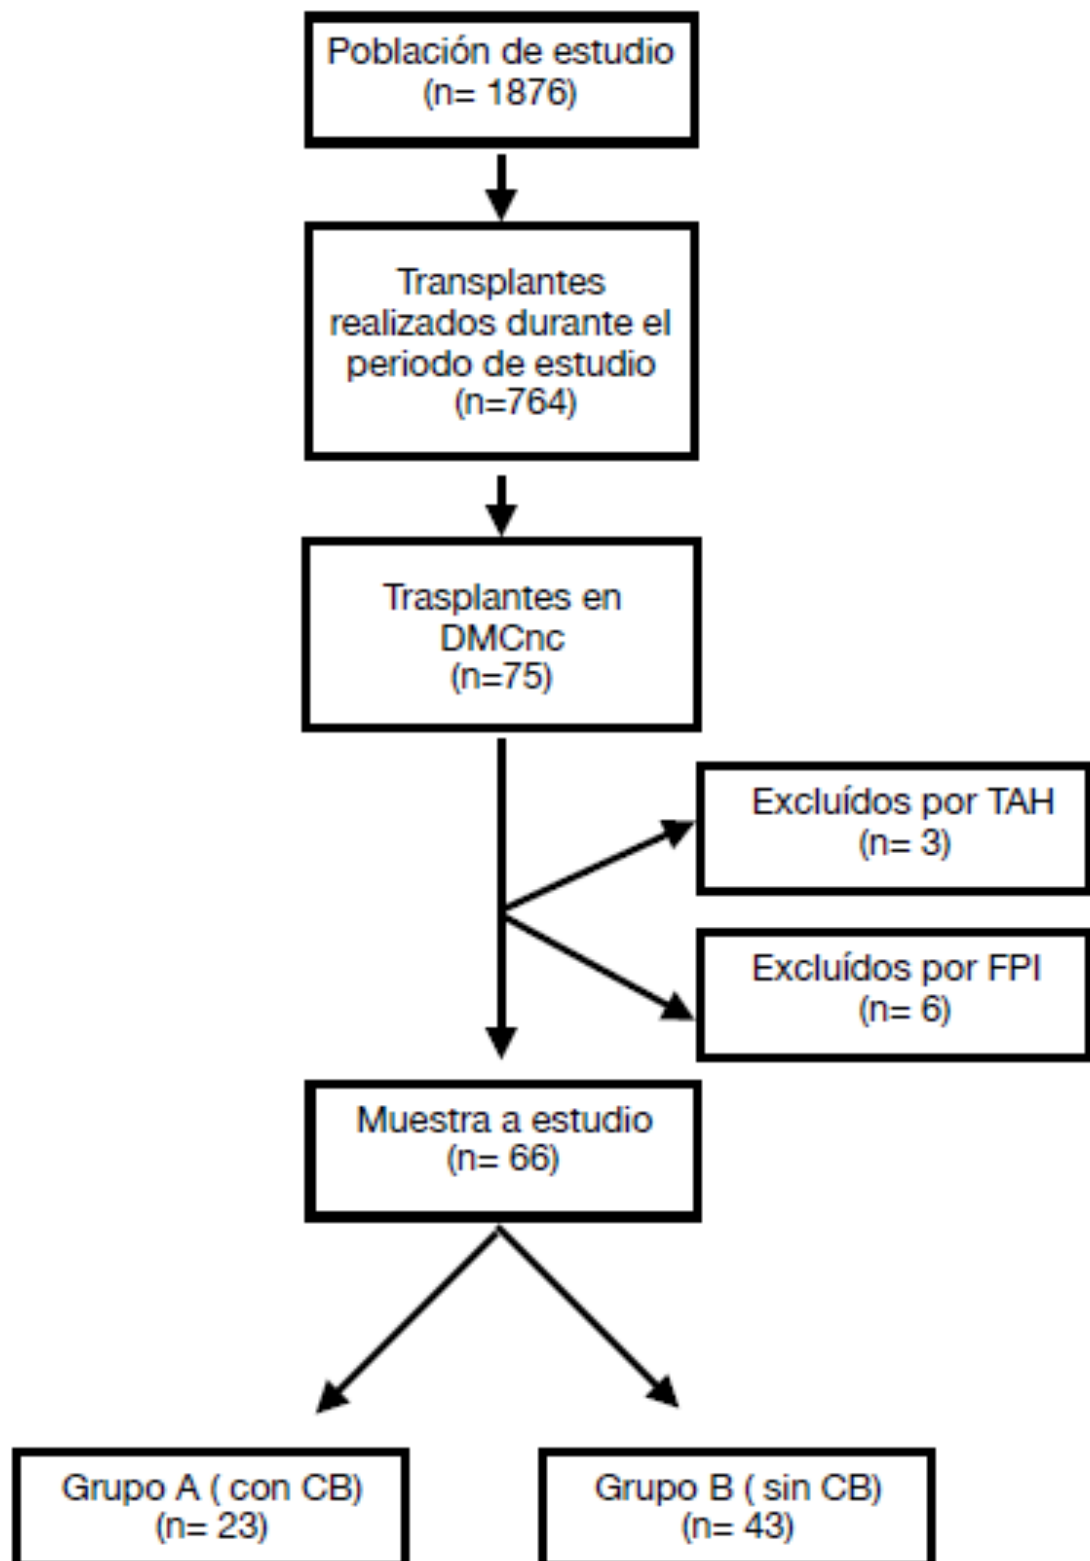 Población de estudio
(n= 1876)
Transplantes
realizados durante el
periodo de estudio
(n=764)
Trasplantes en
DMCnc
(n=75)
Excluídos por TAH
(n= 3)
Excluídos por FPI
(n= 6)
Muestra a estudio
(n= 66)
Grupo A ( con CB)
(n= 23)
Grupo B ( sin CB)
(n= 43)